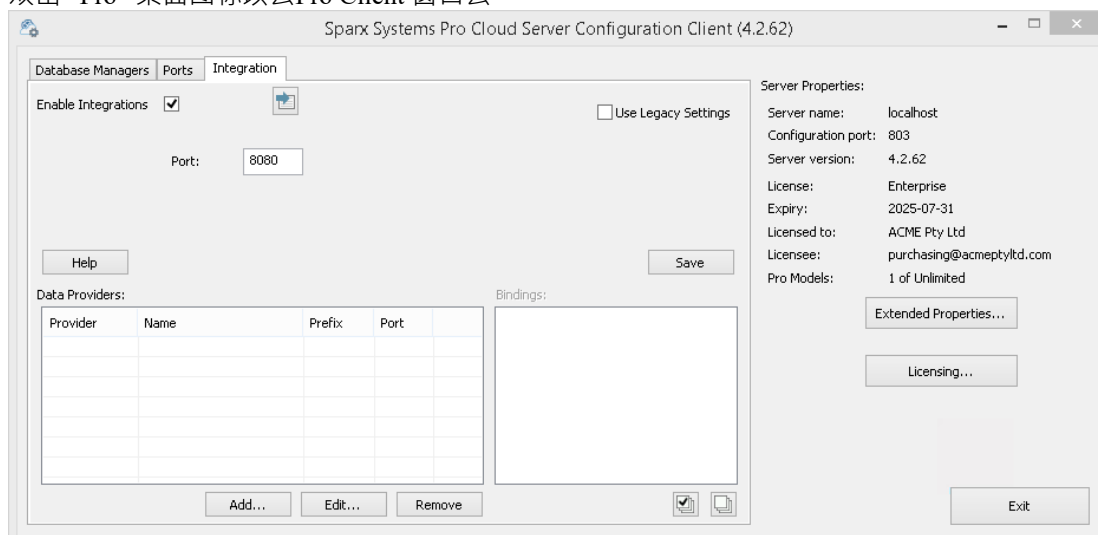 Sparx Systems Pro Cloud Server Configuration Client (4.2.62)
Database Managers Ports Integration
Enable Integrations
Use Legacy Settings
Port: 8080
Help
Save
Data Providers:
Bindings:
Provider Name Prefix Port
Add... Edit... Remove
Server Properties:
Server name: localhost
Configuration port: 803
Server version: 4.2.62
License: Enterprise
Expiry: 2025-07-31
Licensed to: ACME Pty Ltd
Licensee: purchasing@acmeptyltd.com
Pro Models: 1 of Unlimited
Extended Properties...
Licensing...
Exit